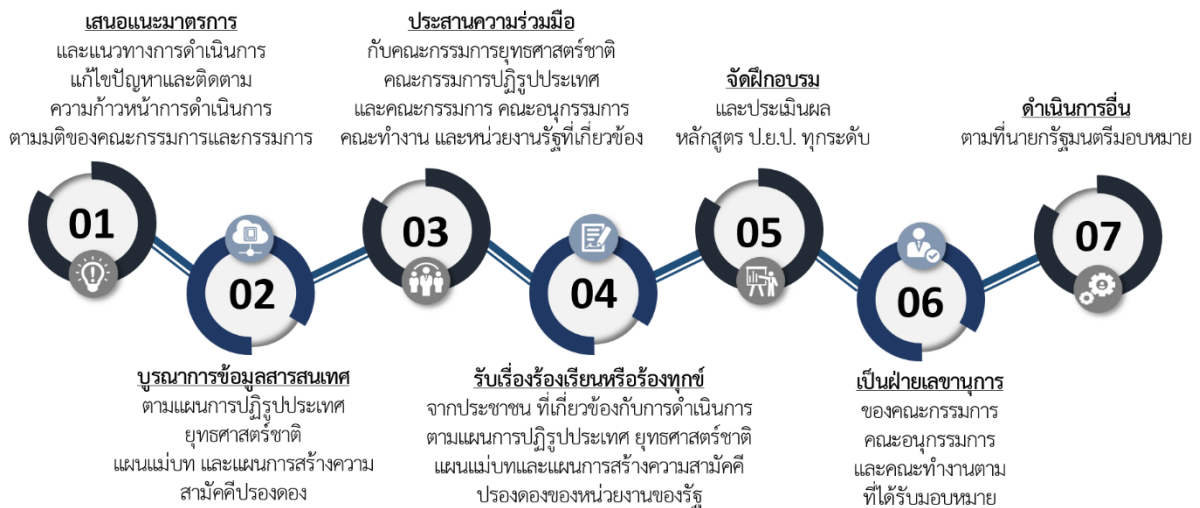 เสนอแนะมาตรการ
และแนวทางการดำเนินการ
แก้ไขปัญหาและติดตาม
ความก้าวหน้าการดำเนินการ
ตามมติของคณะกรรมการและกรรมการ
01
บูรณาการข้อมูลสารสนเทศ
ตามแผนการปฏิรูปประเทศ
ยุทธศาสตร์ชาติ
แผนแม่บท และแผนการสร้างความ
สามัคคีปรองดอง
02
ประสานความร่วมมือ
กับคณะกรรมการยุทธศาสตร์ชาติ
คณะกรรมการปฏิรูปประเทศ
และคณะกรรมการ คณะอนุกรรมการ
คณะทำงาน และหน่วยงานรัฐที่เกี่ยวข้อง
03
รับเรื่องร้องเรียนหรือร้องทุกข์
จากประชาชน ที่เกี่ยวข้องกับการดำเนินการ
ตามแผนการปฏิรูปประเทศ ยุทธศาสตร์ชาติ
แผนแม่บทและแผนการสร้างความสามัคคี
ปรองดองของหน่วยงานของรัฐ
04
จัดฝึกอบรม
และประเมินผล
หลักสูตร ป.ย.ป. ทุกระดับ
05
เป็นฝ่ายเลขานุการ
ของคณะกรรมการ
คณะอนุกรรมการ
และคณะทำงานตาม
ที่ได้รับมอบหมาย
06
ดำเนินการอื่น
ตามที่นายกรัฐมนตรีมอบหมาย
07